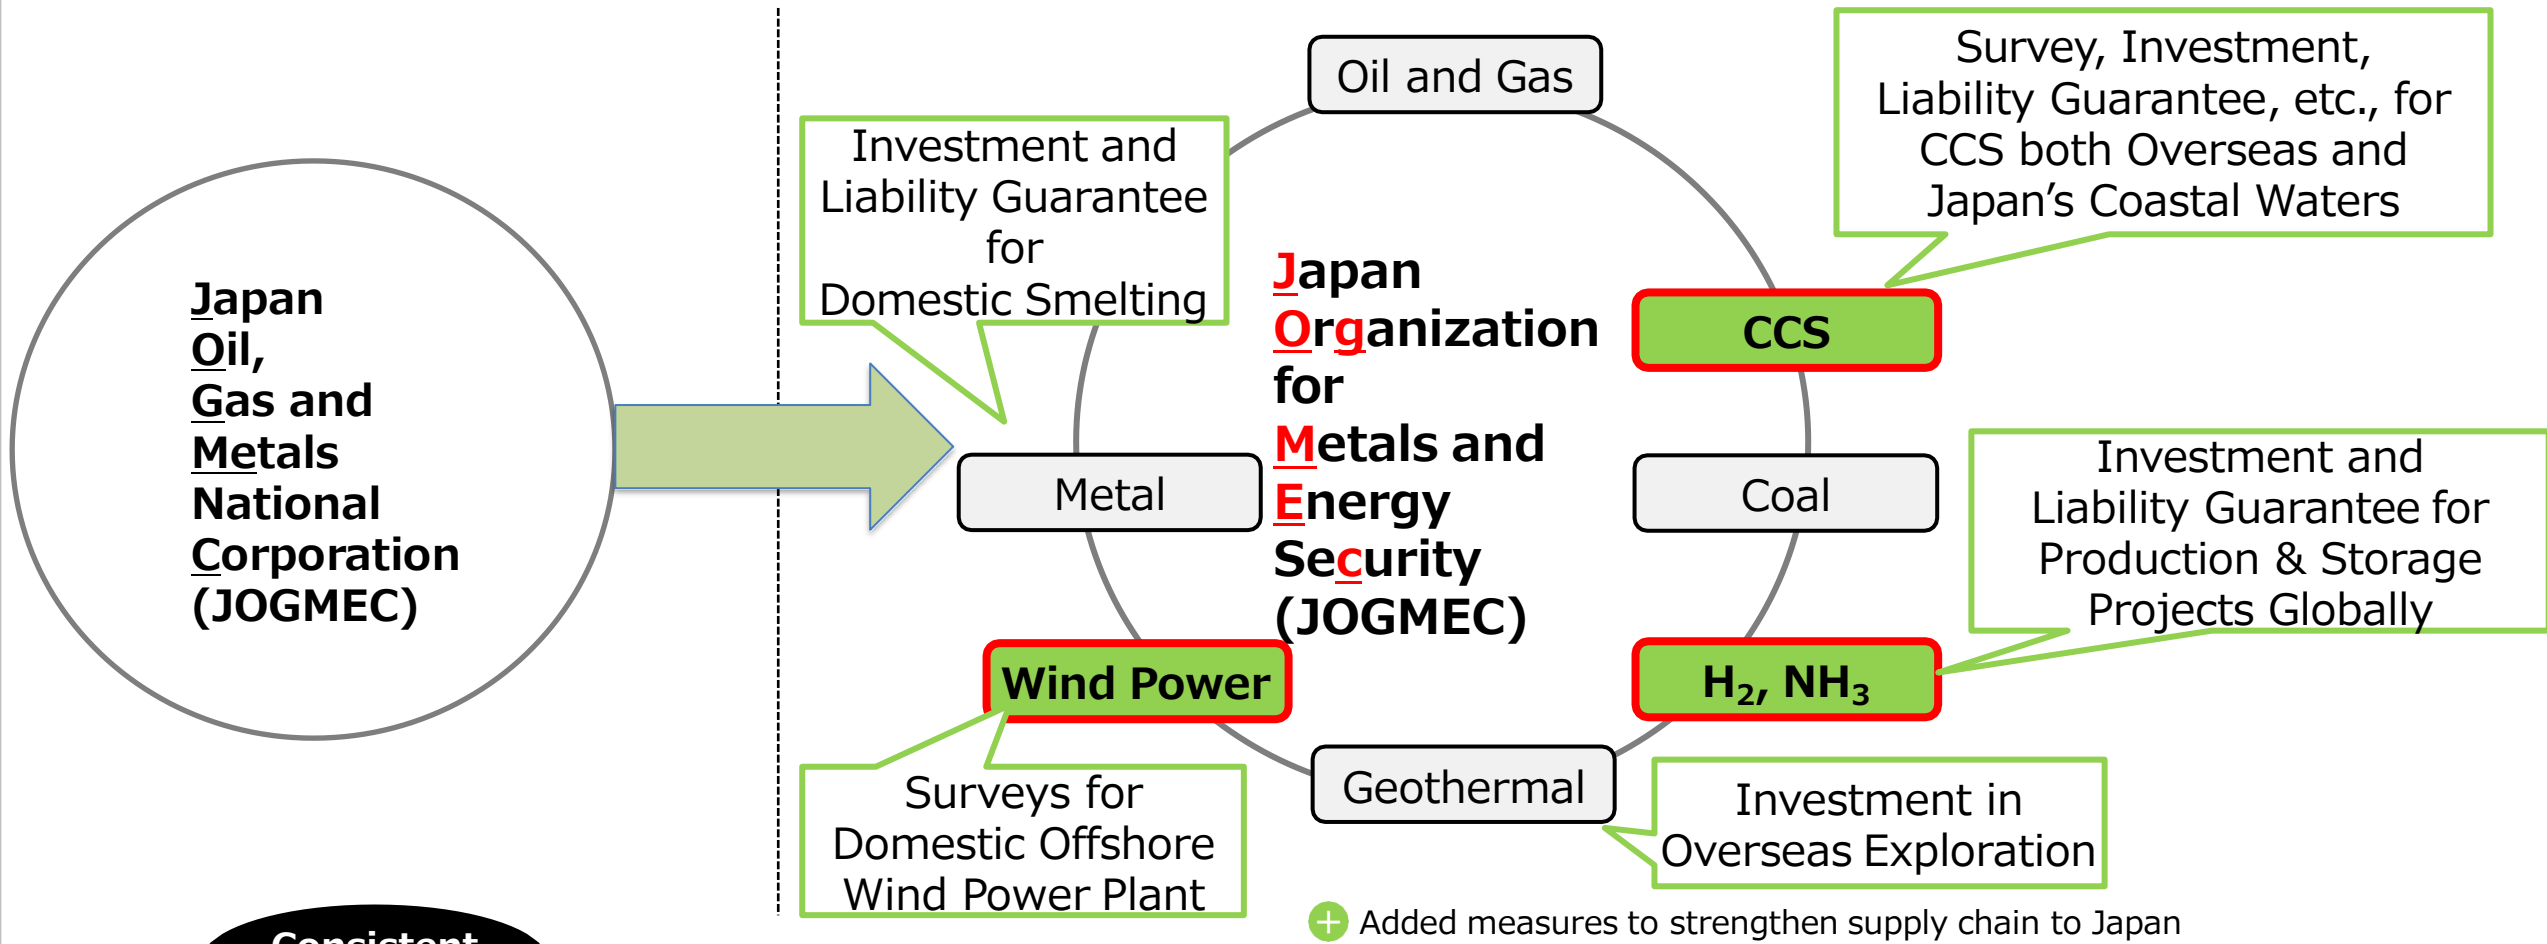 Japan
Oil,
Gas and
Metals
National
Corporation
(JOGMEC)
Consistent
Oil and Gas
Investment and
Liability Guarantee
for
Domestic Smelting
Survey, Investment,
Liability Guarantee, etc., for
CCS both Overseas and
Japan’s Coastal Waters
Japan
Organization
for
Metals and
Energy
Security
(JOGMEC)
CCS
Metal
Coal
Investment and
Liability Guarantee for
Production & Storage
Projects Globally
Wind Power
H₂, NH₃
Surveys for
Domestic Offshore
Wind Power Plant
Geothermal
Investment in
Overseas Exploration
+ Added measures to strengthen supply chain to Japan